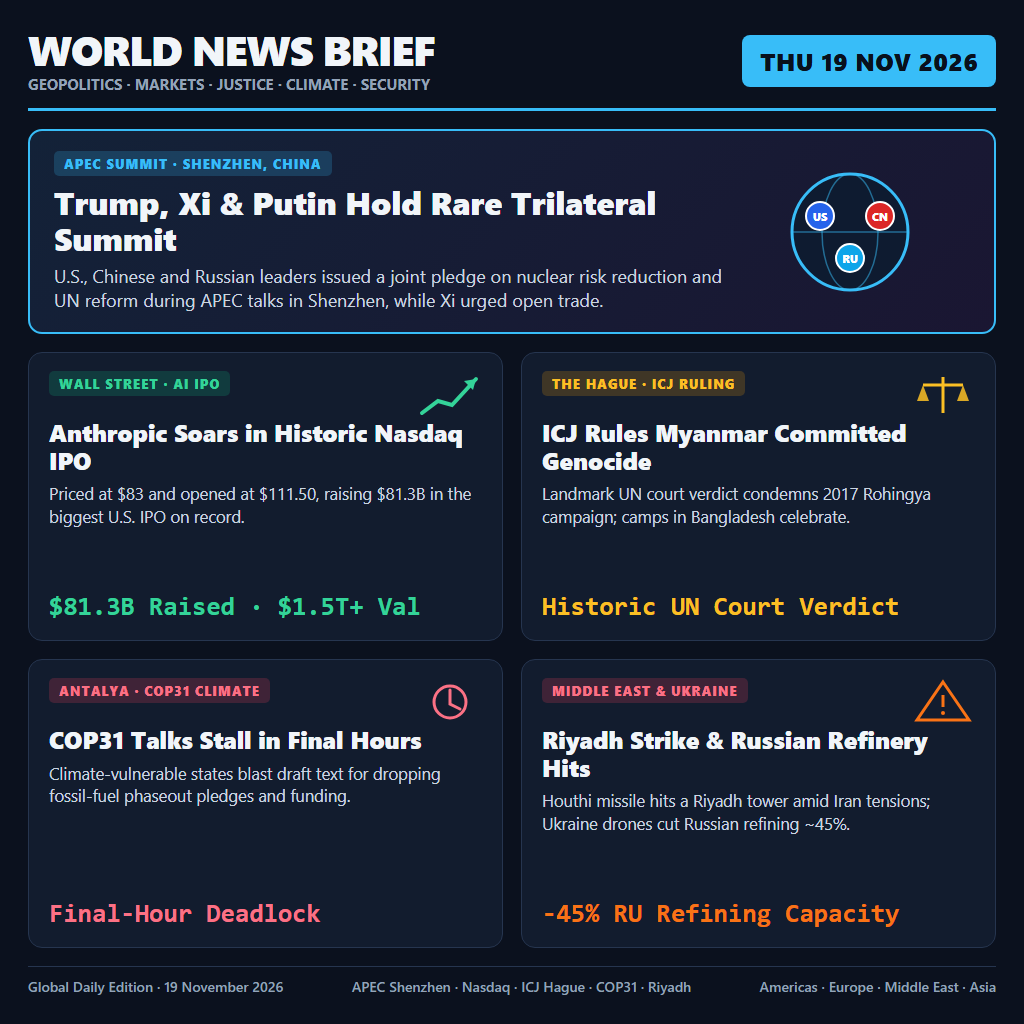 WORLD NEWS BRIEF
GEOPOLITICS · MARKETS · JUSTICE · CLIMATE · SECURITY
THU 19 NOV 2026
APEC SUMMIT · SHENZHEN, CHINA
Trump, Xi & Putin Hold Rare Trilateral
Summit
U.S., Chinese and Russian leaders issued a joint pledge on nuclear risk reduction and
UN reform during APEC talks in Shenzhen, while Xi urged open trade.
US
CN
RU
WALL STREET · AI IPO
Anthropic Soars in Historic Nasdaq
IPO
Priced at $83 and opened at $111.50, raising $81.3B in the
biggest U.S. IPO on record.
$81.3B Raised · $1.5T+ Val
THE HAGUE · ICJ RULING
ICJ Rules Myanmar Committed
Genocide
Landmark UN court verdict condemns 2017 Rohingya
campaign; camps in Bangladesh celebrate.
Historic UN Court Verdict
ANTALYA · COP31 CLIMATE
COP31 Talks Stall in Final Hours
Climate-vulnerable states blast draft text for dropping
fossil-fuel phaseout pledges and funding.
Final-Hour Deadlock
MIDDLE EAST & UKRAINE
Riyadh Strike & Russian Refinery
Hits
Houthi missile hits a Riyadh tower amid Iran tensions;
Ukraine drones cut Russian refining ~45%.
-45% RU Refining Capacity
Global Daily Edition · 19 November 2026
APEC Shenzhen · Nasdaq · ICJ Hague · COP31 · Riyadh
Americas · Europe · Middle East · Asia